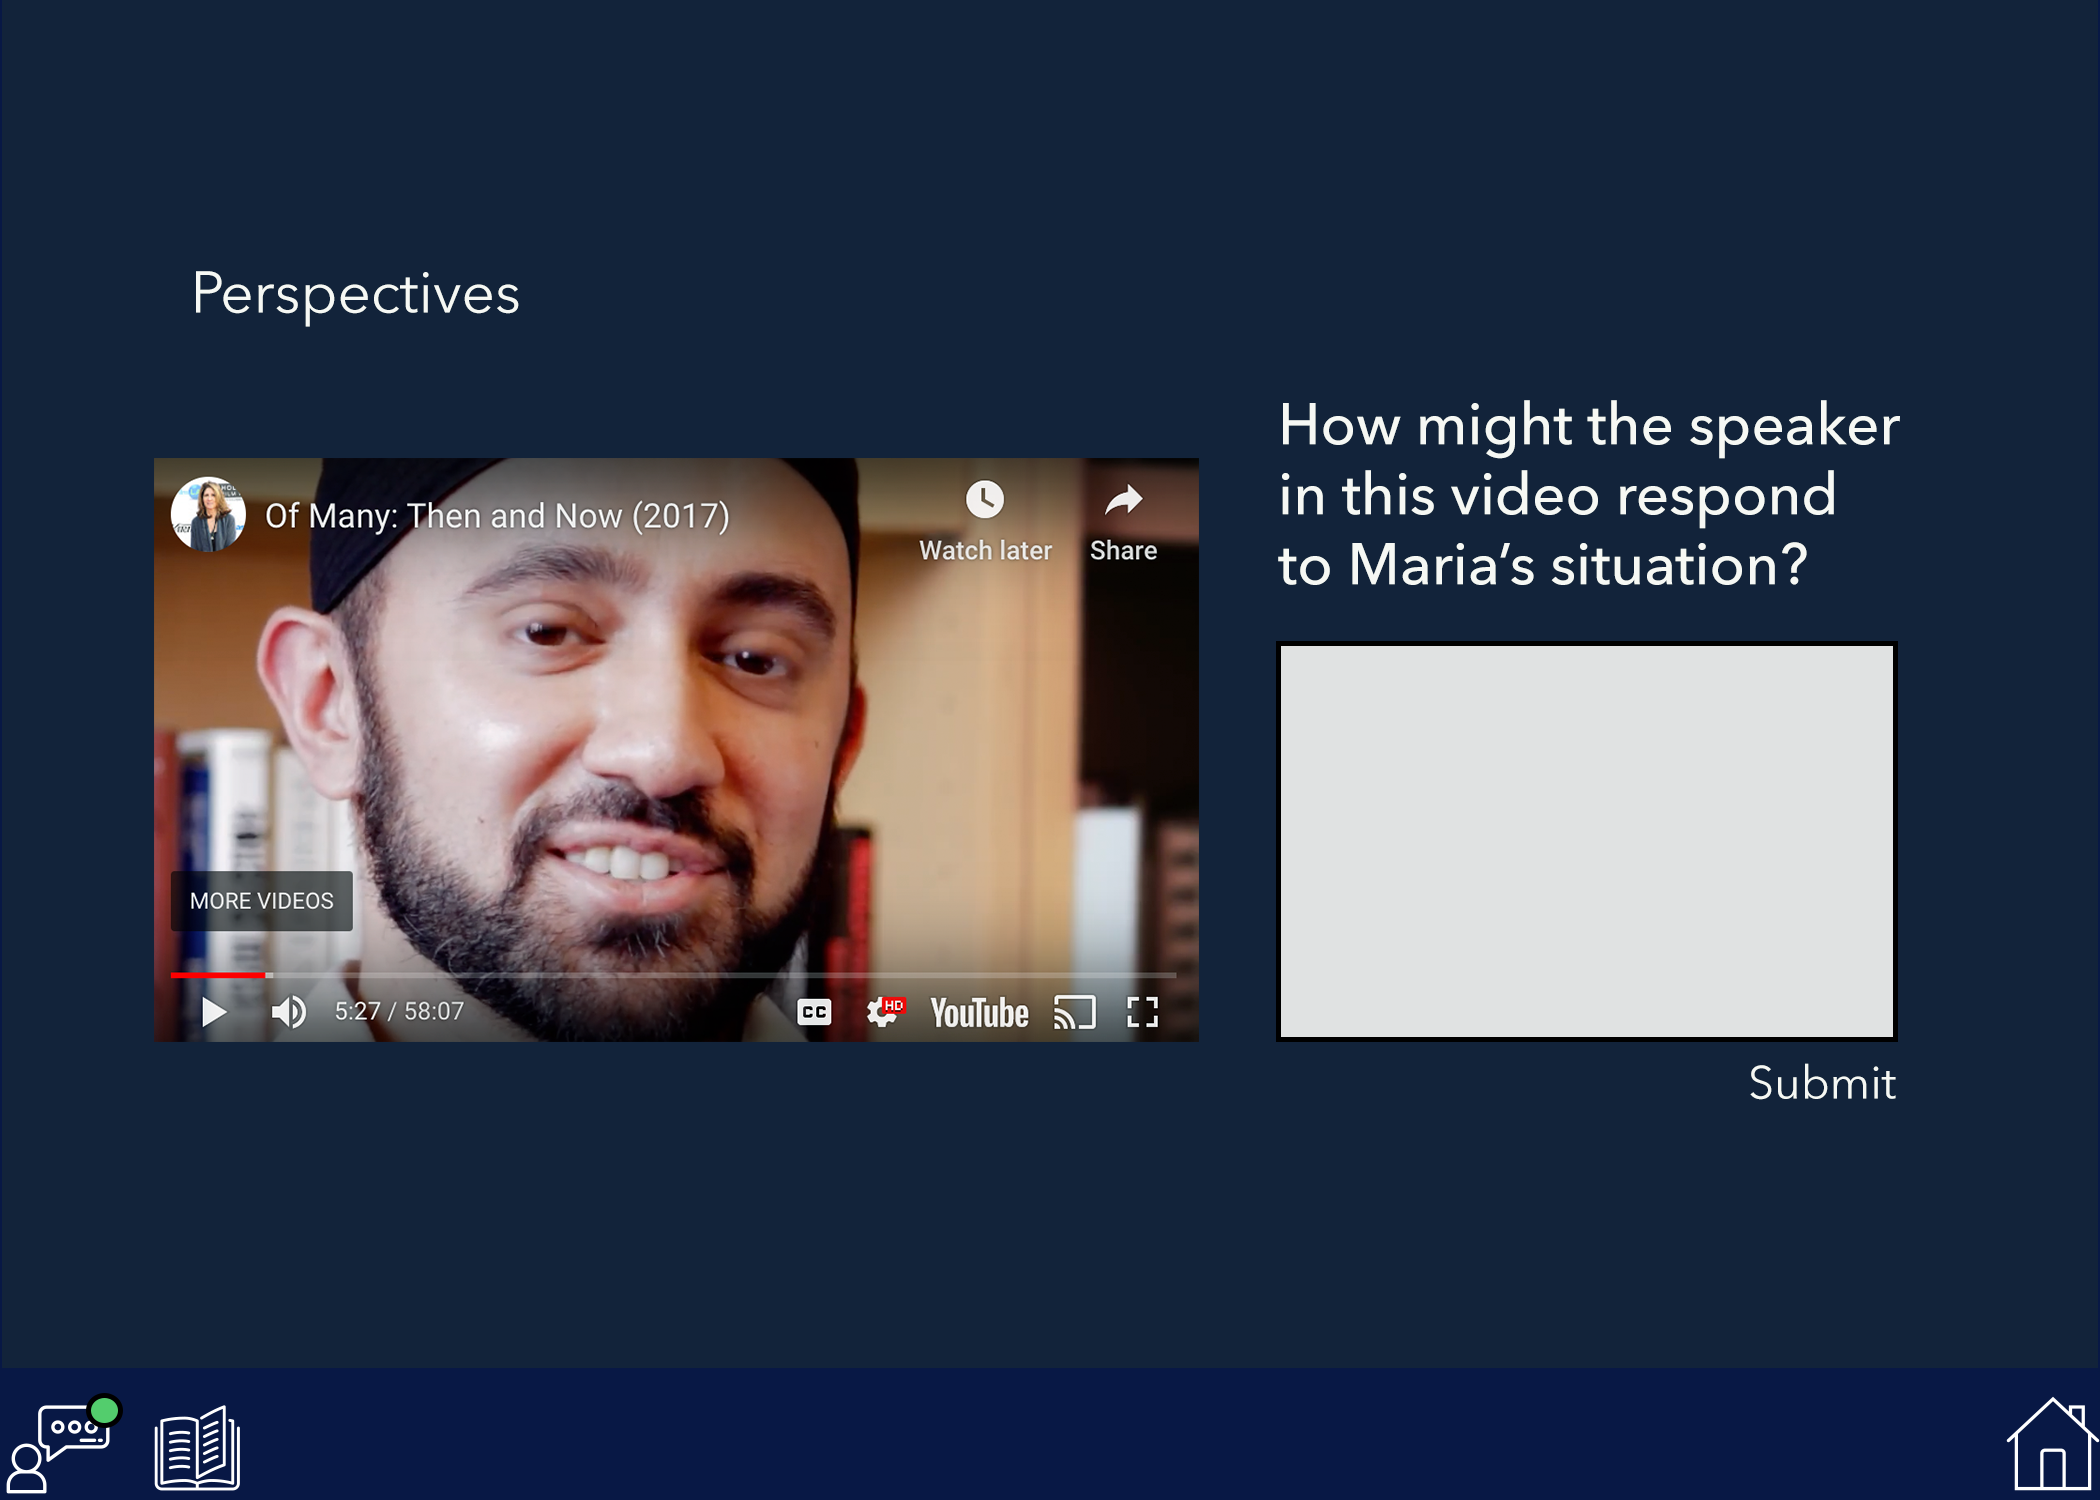 Perspectives
Of Many: Then and Now (2017)
Watch later
Share
MORE VIDEOS
5:27 / 58:07
CC
HD
YouTube
How might the speaker
in this video respond
to Maria’s situation?
Submit